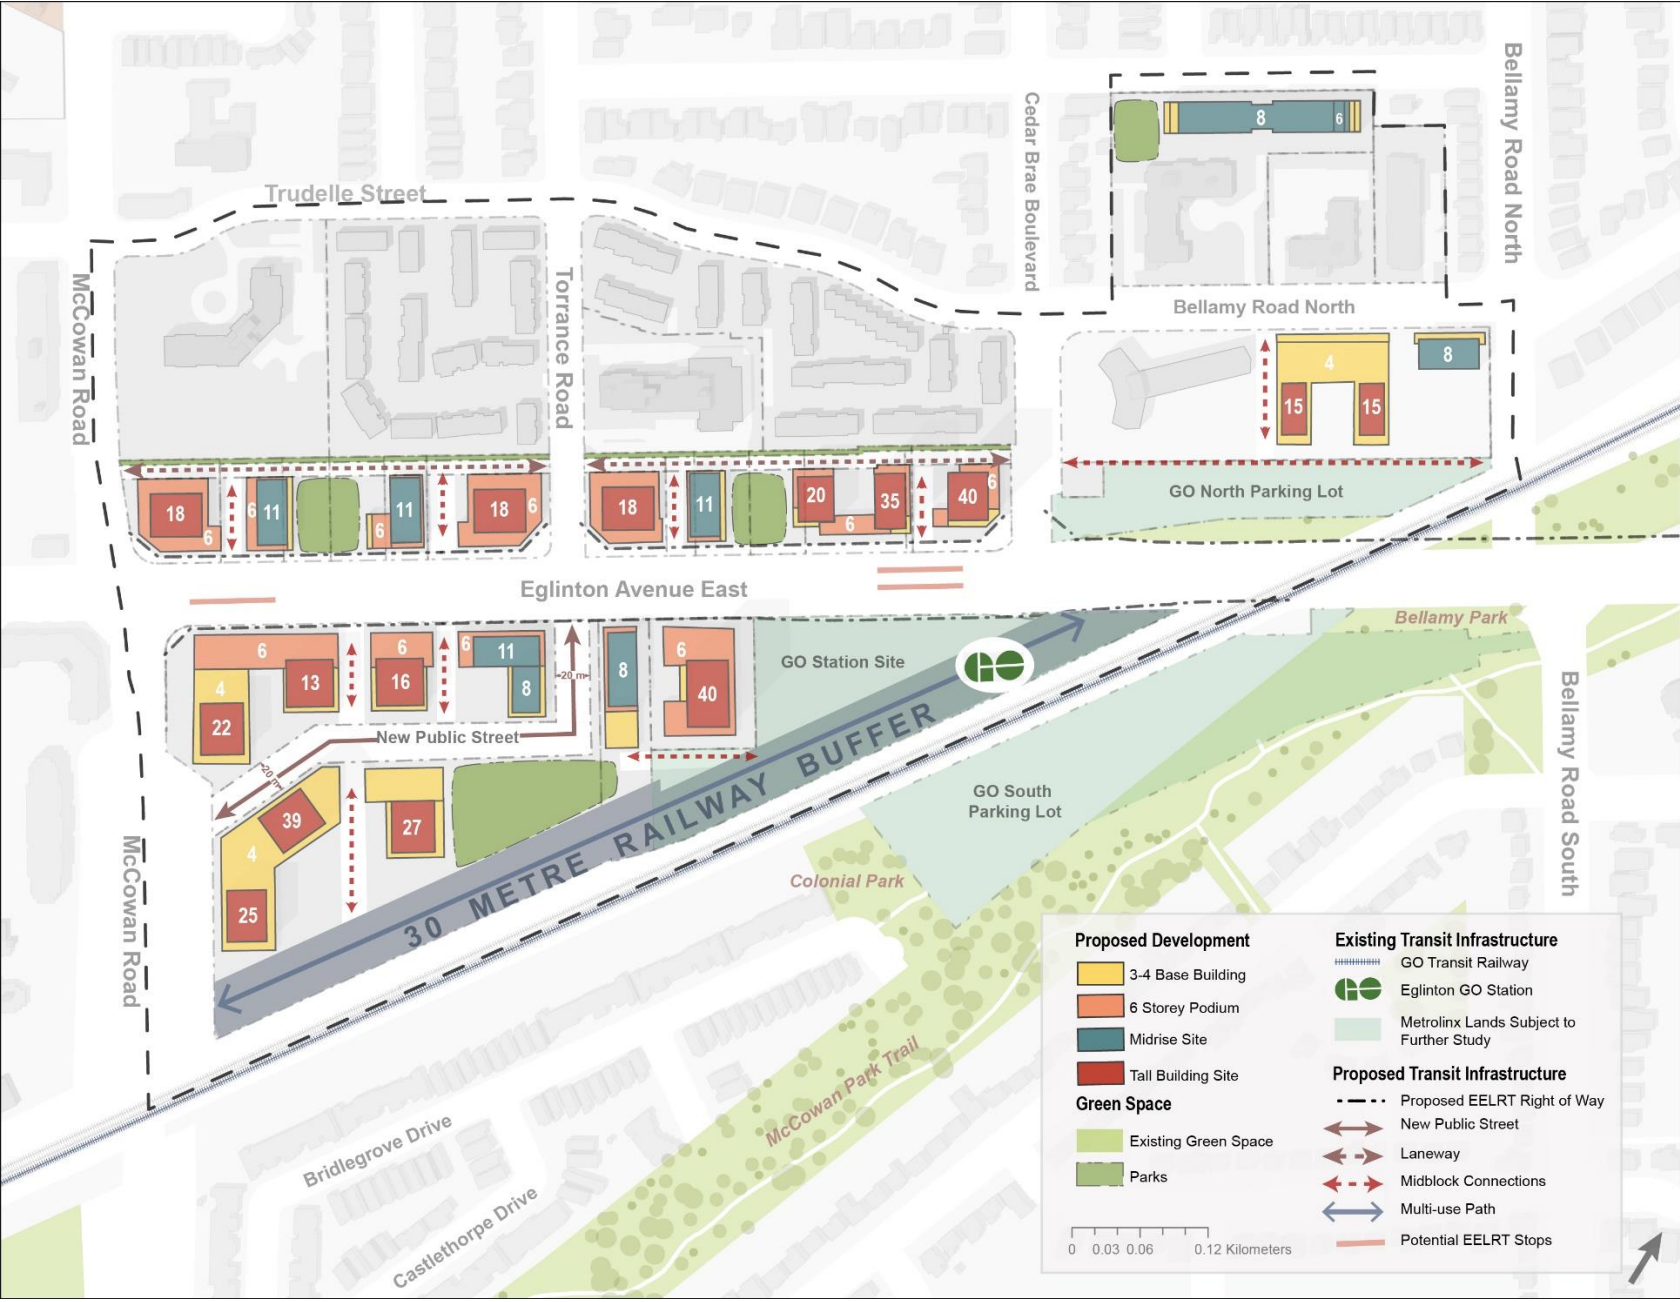 Trudelle Street
Cedar Brae Boulevard
Bellamy Road North
8
6
McCowan Road
Torrance Road
Bellamy Road North
4
8
15
15
GO North Parking Lot
18
6
6
11
6
11
18
6
18
11
20
6
35
40
6
Eglinton Avenue East
6
4
22
13
6
16
6
11
8
20 m
8
6
40
GO Station Site
GO
Bellamy Park
New Public Street
20 m
39
4
25
27
30 METRE RAILWAY BUFFER
GO South
Parking Lot
Colonial Park
McCowan Road
Bellamy Road South
McCowan Park Trail
Bridlegrove Drive
Castlethorpe Drive
Proposed Development
3-4 Base Building
6 Storey Podium
Midrise Site
Tall Building Site
Green Space
Existing Green Space
Parks
0 0.03 0.06 0.12 Kilometers
Existing Transit Infrastructure
GO Transit Railway
GO Eglinton GO Station
Metrolinx Lands Subject to
Further Study
Proposed Transit Infrastructure
Proposed EELRT Right of Way
New Public Street
Laneway
Midblock Connections
Multi-use Path
Potential EELRT Stops